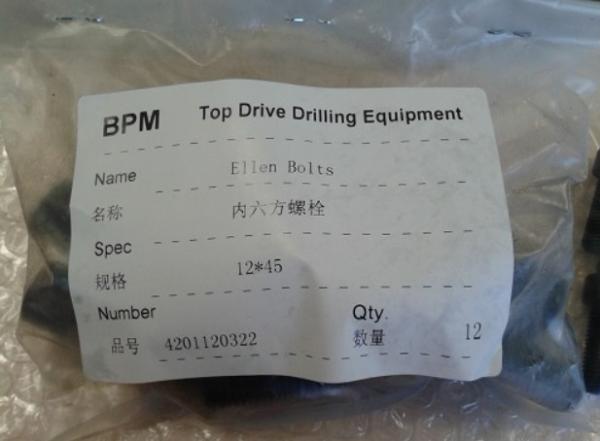 BPM Top Drive Drilling Equipment
Name Ellen Bolts
名称 内六方螺栓
Spec
规格 12*45
Number Qty.
品号 4201120322 数量 12